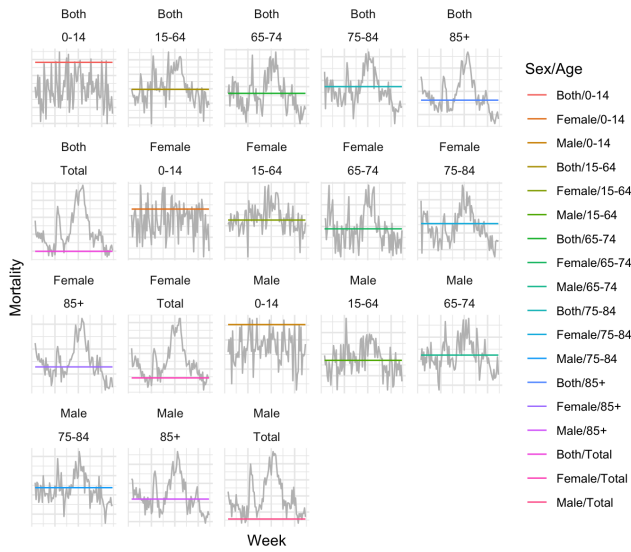 Both Both Both Both Both
0-14 15-64 65-74 75-84 85+
Both Female Female Female Female
Total 0-14 15-64 65-74 75-84
Female Female Male Male Male
85+ Total 0-14 15-64 65-74
Male Male Male
75-84 85+ Total
Mortality
Week
Sex/Age
Both/0-14
Female/0-14
Male/0-14
Both/15-64
Female/15-64
Male/15-64
Both/65-74
Female/65-74
Male/65-74
Both/75-84
Female/75-84
Male/75-84
Both/85+
Female/85+
Male/85+
Both/Total
Female/Total
Male/Total